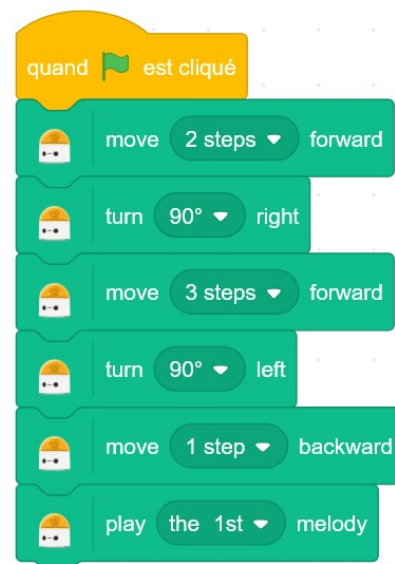 quand est cliqué
move 2 steps forward
turn 90° right
move 3 steps forward
turn 90° left
move 1 step backward
play the 1st melody